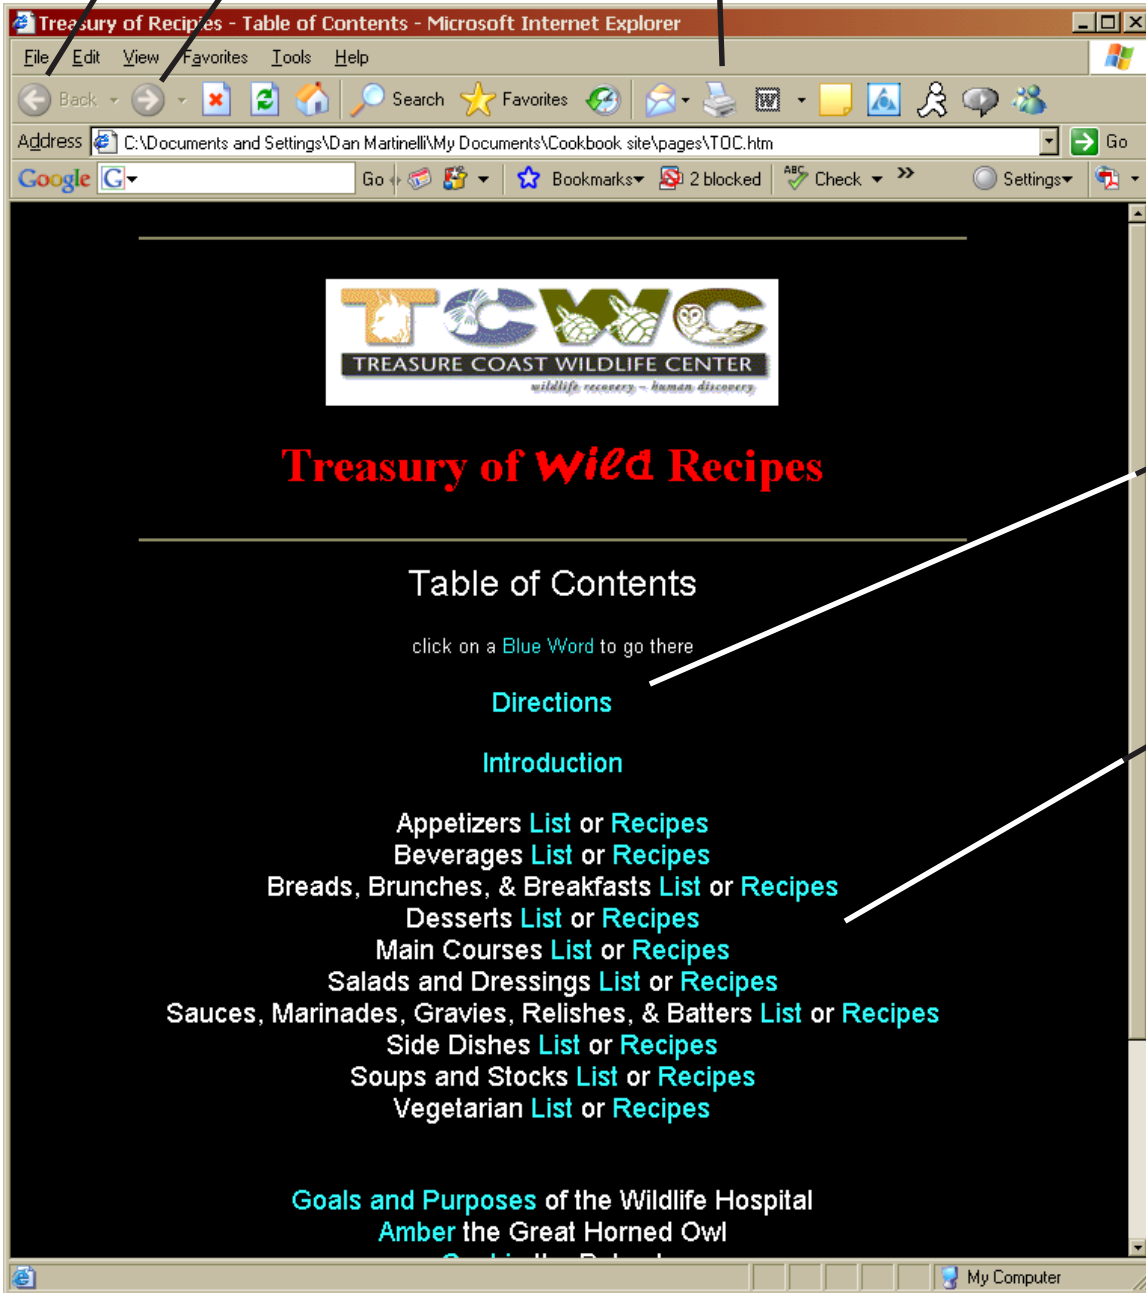 Treasury of Recipies - Table of Contents - Microsoft Internet Explorer
File Edit View Favorites Tools Help
Back Search Favorites
Address C:\Documents and Settings\Dan Martinelli\My Documents\Cookbook site\pages\TOC.htm Go
Google G Go Bookmarks 2 blocked ABC Check » Settings
TCWC
TREASURE COAST WILDLIFE CENTER
wildlife recovery ~ human discovery
Treasury of Wild Recipes
Table of Contents
click on a Blue Word to go there
Directions
Introduction
Appetizers List or Recipes
Beverages List or Recipes
Breads, Brunches, & Breakfasts List or Recipes
Desserts List or Recipes
Main Courses List or Recipes
Salads and Dressings List or Recipes
Sauces, Marinades, Gravies, Relishes, & Batters List or Recipes
Side Dishes List or Recipes
Soups and Stocks List or Recipes
Vegetarian List or Recipes
Goals and Purposes of the Wildlife Hospital
Amber the Great Horned Owl
My Computer